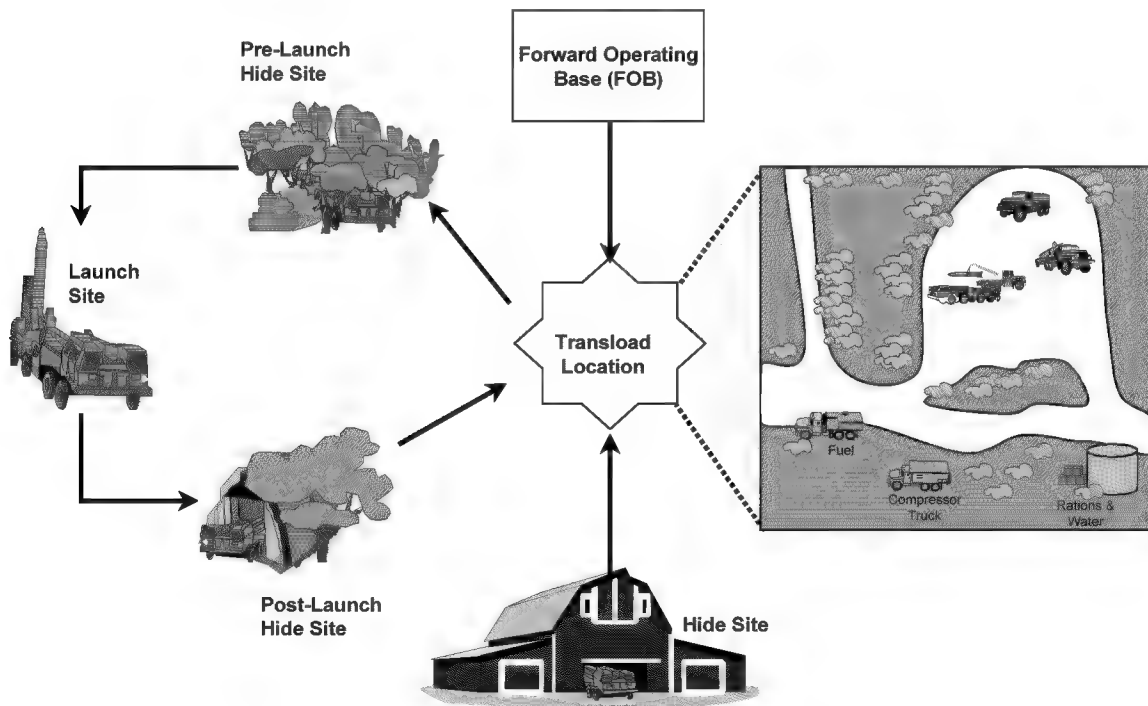 Pre-Launch
Hide Site
Forward Operating
Base (FOB)
Launch
Site
Transload
Location
Fuel
Compressor
Truck
Rations &
Water
Post-Launch
Hide Site
Hide Site